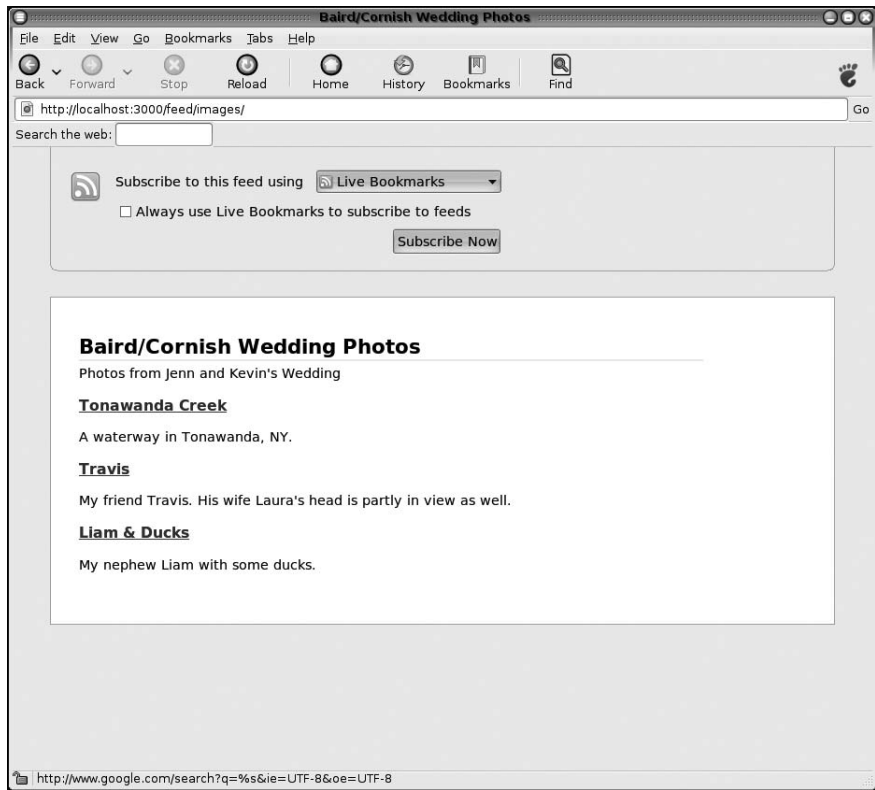 Baird/Cornish Wedding Photos
File Edit View Go Bookmarks Tabs Help
Back Forward Stop Reload Home History Bookmarks Find
http://localhost:3000/feed/images/ Go
Search the web:
Subscribe to this feed using Live Bookmarks
Always use Live Bookmarks to subscribe to feeds
Subscribe Now
Baird/Cornish Wedding Photos
Photos from Jenn and Kevin's Wedding
Tonawanda Creek
A waterway in Tonawanda, NY.
Travis
My friend Travis. His wife Laura's head is partly in view as well.
Liam & Ducks
My nephew Liam with some ducks.
http://www.google.com/search?q=%s&ie=UTF-8&oe=UTF-8